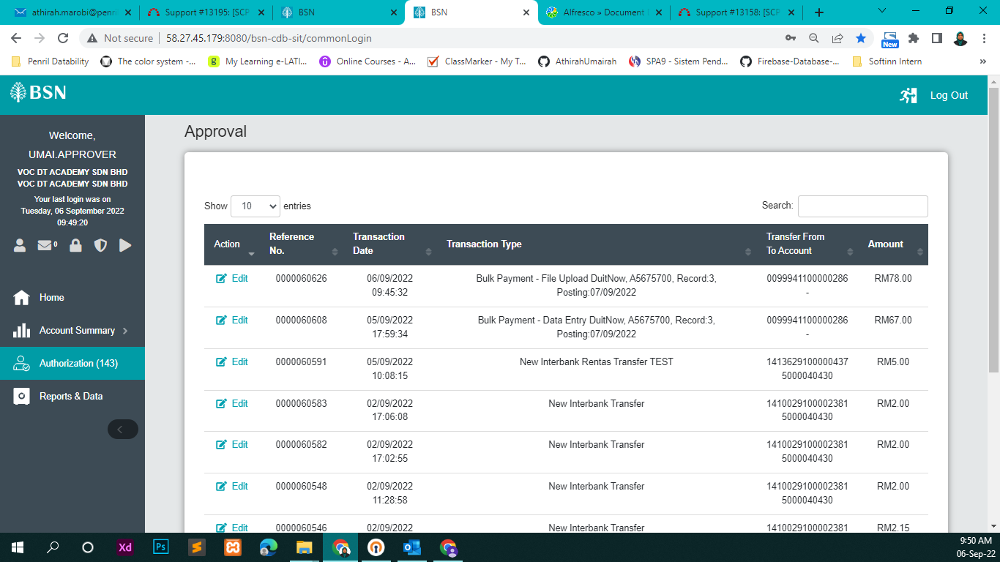 athirah.marobi@penri
Support #13195: [SCP
BSN
BSN
Alfresco » Document
Support #13158: [SCP
Not secure
58.27.45.179:8080/bsn-cdb-sit/commonLogin
New
Penril Datability
The color system -...
My Learning e-LATI...
Online Courses - A...
ClassMarker - My T...
AthirahUmairah
SPA9 - Sistem Pend...
Firebase-Database-...
Softinn Intern
»
BSN
Log Out
Welcome,
UMAI.APPROVER
VOC DT ACADEMY SDN BHD
VOC DT ACADEMY SDN BHD
Your last login was on
Tuesday, 06 September 2022
09:49:20
0
Home
Account Summary
Authorization (143)
Reports & Data
Approval
Show 10 entries
Search:
Action
Reference
No.
Transaction
Date
Transaction Type
Transfer From
To Account
Amount
Edit 0000060626 06/09/2022 Bulk Payment - File Upload DuitNow, A5675700, Record:3, 0099941100000286 RM78.00
09:45:32 Posting:07/09/2022 -
Edit 0000060608 05/09/2022 Bulk Payment - Data Entry DuitNow, A5675700, Record:3, 0099941100000286 RM67.00
17:59:34 Posting:07/09/2022 -
Edit 0000060591 05/09/2022 New Interbank Rentas Transfer TEST 1413629100000437 RM5.00
10:08:15 5000040430
Edit 0000060583 02/09/2022 New Interbank Transfer 1410029100002381 RM2.00
17:06:08 5000040430
Edit 0000060582 02/09/2022 New Interbank Transfer 1410029100002381 RM2.00
17:02:55 5000040430
Edit 0000060548 02/09/2022 New Interbank Transfer 1410029100002381 RM2.00
11:28:58 5000040430
Edit 0000060546 02/09/2022 New Interbank Transfer 1410029100002381 RM2.15
Xd
Ps
9:50 AM
06-Sep-22